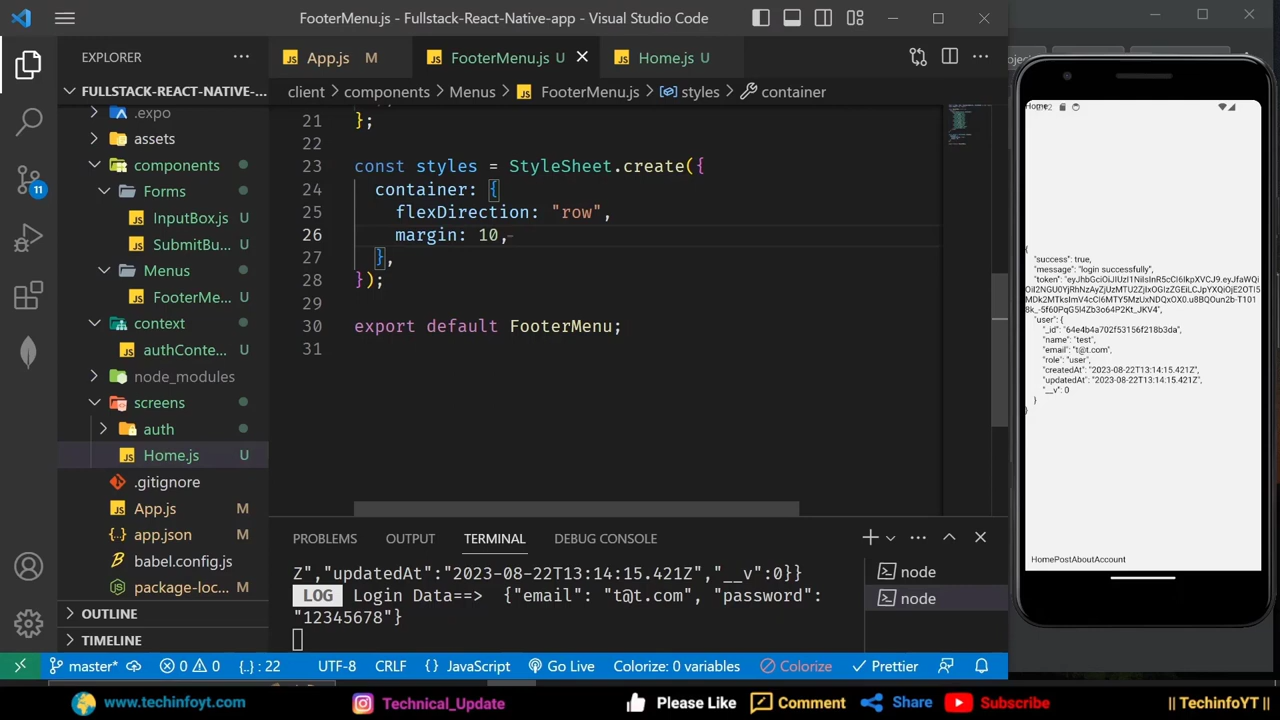 FooterMenu.js - Fullstack-React-Native-app - Visual Studio Code
EXPLORER
FULLSTACK-REACT-NATIVE-...
.expo
assets
components
Forms
InputBox.js U
SubmitBu... U
Menus
FooterMe... U
context
authConte... U
node_modules
screens
auth
Home.js U
.gitignore
App.js M
app.json M
babel.config.js
package-loc... M
OUTLINE
TIMELINE
11
App.js M
FooterMenu.js U
Home.js U
client > components > Menus > FooterMenu.js > styles > container
21 };
22
23 const styles = StyleSheet.create({
24 container: {
25 flexDirection: "row",
26 margin: 10,
27 },
28 });
29
30 export default FooterMenu;
31
PROBLEMS OUTPUT TERMINAL DEBUG CONSOLE
Z","updatedAt":"2023-08-22T13:14:15.421Z","__v":0}}
LOG Login Data==> {"email": "t@t.com", "password":
"12345678"}
node
node
master* 0 0 {..} : 22 UTF-8 CRLF {} JavaScript Go Live Colorize: 0 variables Colorize Prettier
Home
{
"success": true,
"message": "login successfully",
"user": {
"_id": "64e4b4a702f53156f218b3da",
"name": "test",
"email": "t@t.com",
"role": "user",
"createdAt": "2023-08-22T13:14:15.421Z",
"updatedAt": "2023-08-22T13:14:15.421Z",
"__v": 0
}
}
HomePostAboutAccount
www.techinfoyt.com Technical_Update Please Like Comment Share Subscribe || TechinfoYT ||